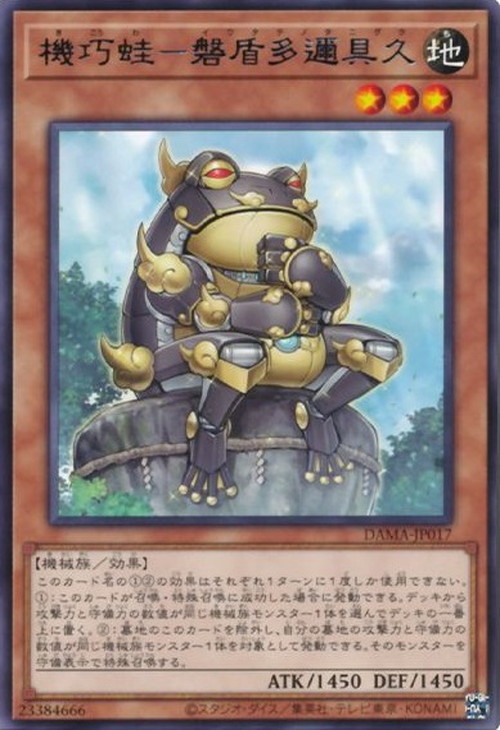 機巧蛙－磐盾多邇具久
地
DAMA-JP017
【機械族／効果】
このカード名の①②の効果はそれぞれ1ターンに1度しか使用できない。
①：このカードが召喚・特殊召喚に成功した場合に発動できる。デッキから
攻撃力と守備力の数値が同じ機械族モンスター1体を選んでデッキの一番
上に置く。②：墓地のこのカードを除外し、自分の墓地の攻撃力と守備力の
数値が同じ機械族モンスター1体を対象として発動できる。そのモンスターを
守備表示で特殊召喚する。
ATK/1450 DEF/1450
23384666
©スタジオ・ダイス／集英社・テレビ東京・KONAMI